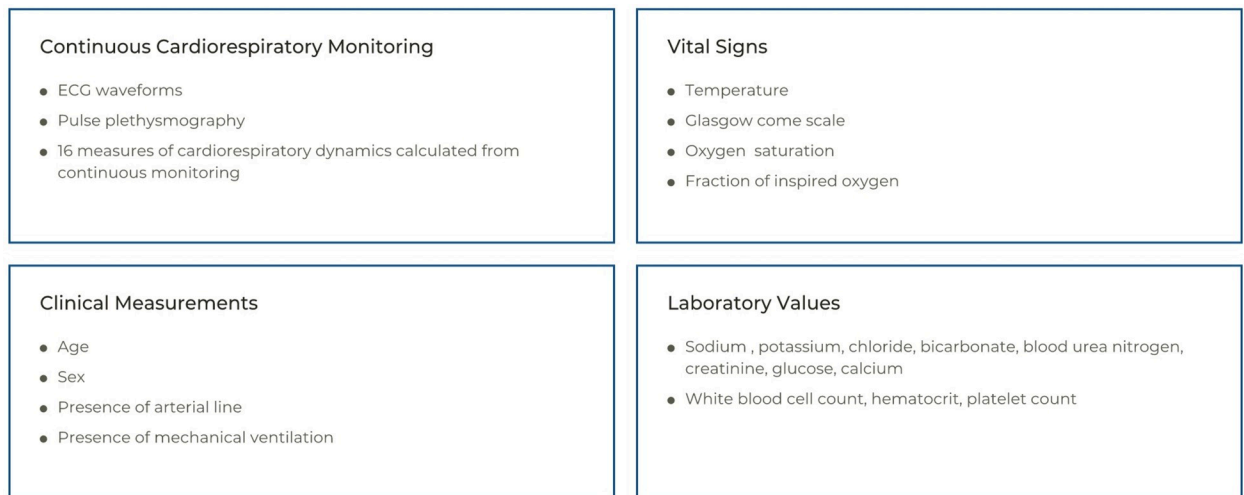 Continuous Cardiorespiratory Monitoring
ECG waveforms
Pulse plethysmography
16 measures of cardiorespiratory dynamics calculated from
continuous monitoring
Vital Signs
Temperature
Glasgow come scale
Oxygen  saturation
Fraction of inspired oxygen
Clinical Measurements
Age
Sex
Presence of arterial line
Presence of mechanical ventilation
Laboratory Values
Sodium , potassium, chloride, bicarbonate, blood urea nitrogen,
creatinine, glucose, calcium
White blood cell count, hematocrit, platelet count